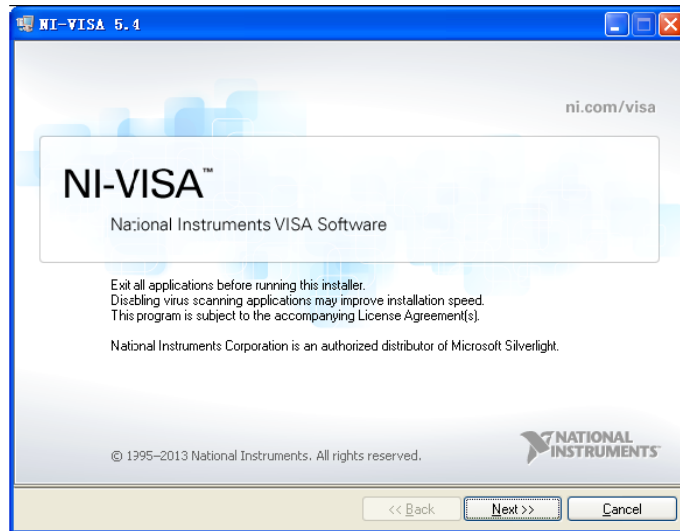 NI-VISA 5.4
ni.com/visa
NI-VISA™
National Instruments VISA Software
Exit all applications before running this installer.
Disabling virus scanning applications may improve installation speed.
This program is subject to the accompanying License Agreement(s).
National Instruments Corporation is an authorized distributor of Microsoft Silverlight.
© 1995–2013 National Instruments. All rights reserved.
NATIONAL
INSTRUMENTS™
<< Back Next >> Cancel